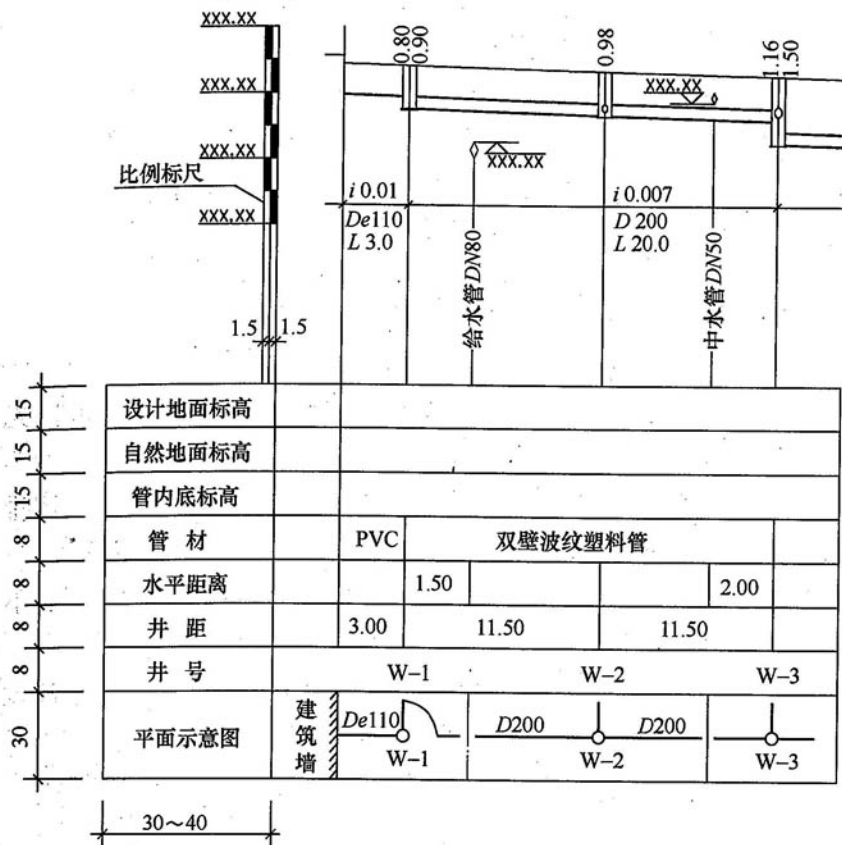 XXX.XX
XXX.XX
XXX.XX
XXX.XX
比例标尺
1.5
1.5
0.80
0.90
0.98
1.16
1.50
XXX.XX
XXX.XX
i 0.01
De110
L 3.0
i 0.007
D 200
L 20.0
给水管DN80
中水管DN50
15
设计地面标高
15
自然地面标高
15
管内底标高
8
管 材
PVC
双壁波纹塑料管
8
水平距离
1.50
2.00
8
井 距
3.00
11.50
11.50
8
井 号
W-1
W-2
W-3
30
平面示意图
建筑墙
De110
W-1
D200
D200
W-2
W-3
30~40